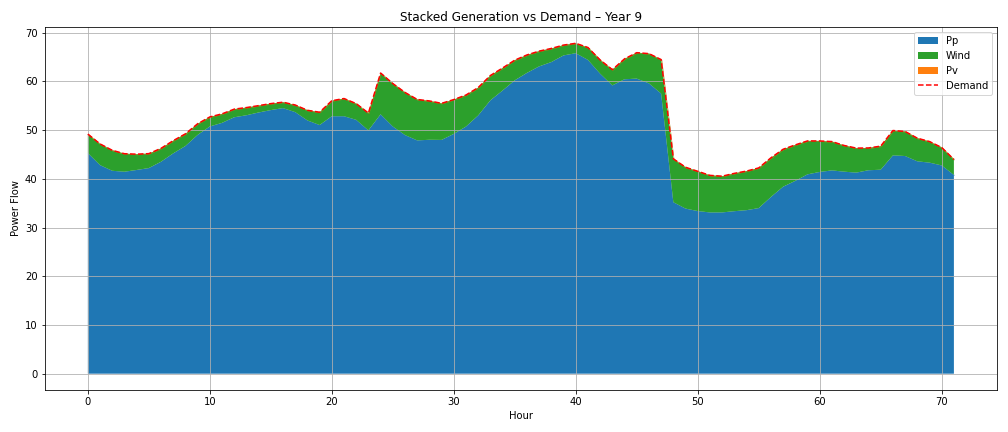 Stacked Generation vs Demand – Year 9
Power Flow
70
60
50
40
30
20
10
0
Pp
Wind
Pv
Demand
0 10 20 30 40 50 60 70
Hour